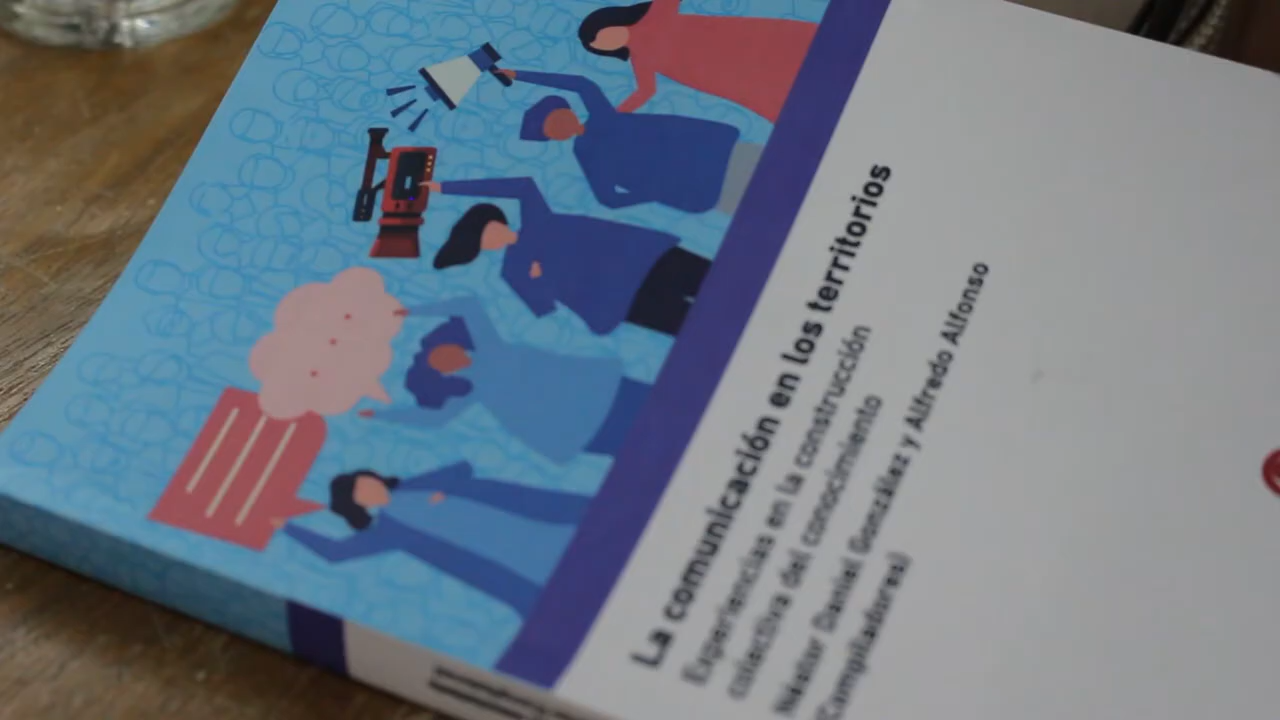 La comunicación en los territorios
Experiencias en la construcción
colectiva del conocimiento
Néstor Daniel González y Alfredo Alfonso
(Compiladores)